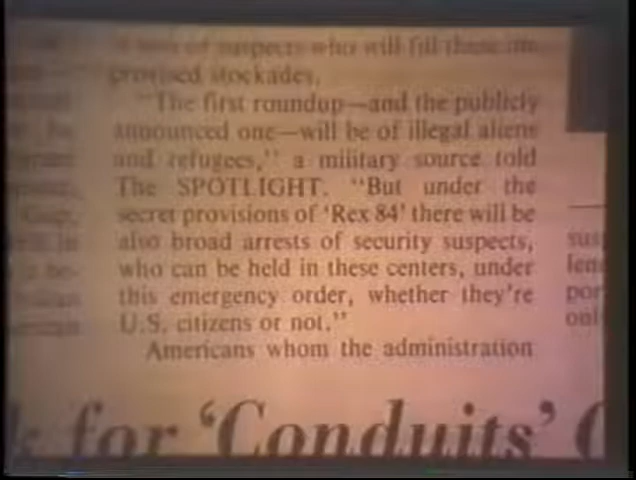 of suspects who will fill these im-
provised stockades.
"The first roundup—and the publicly
announced one—will be of illegal aliens
and refugees," a military source told
The SPOTLIGHT. "But under the
secret provisions of 'Rex 84' there will be
also broad arrests of security suspects,
who can be held in these centers, under
this emergency order, whether they're
U.S. citizens or not."
Americans whom the administration
for 'Conduits'